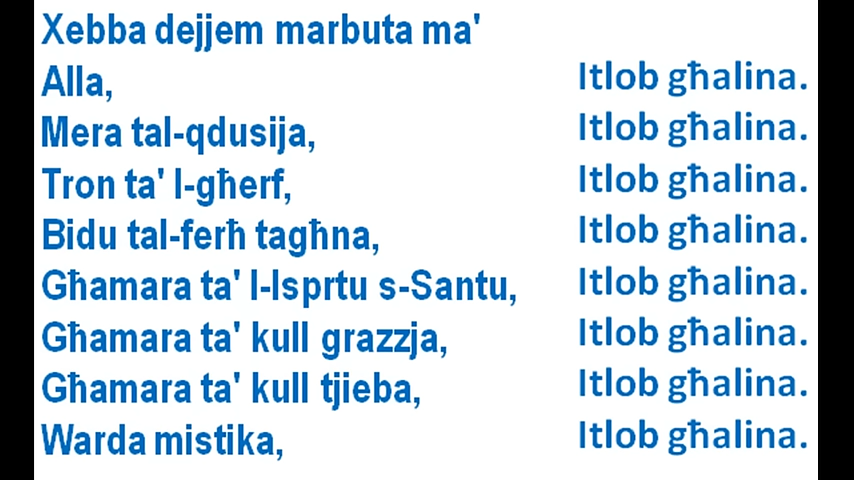 Xebba dejjem marbuta ma'
Alla, Itlob għalina.
Mera tal-qdusija, Itlob għalina.
Tron ta' l-għerf, Itlob għalina.
Bidu tal-ferħ tagħna, Itlob għalina.
Għamara ta' l-Isprtu s-Santu, Itlob għalina.
Għamara ta' kull grazzja, Itlob għalina.
Għamara ta' kull tjieba, Itlob għalina.
Warda mistika, Itlob għalina.